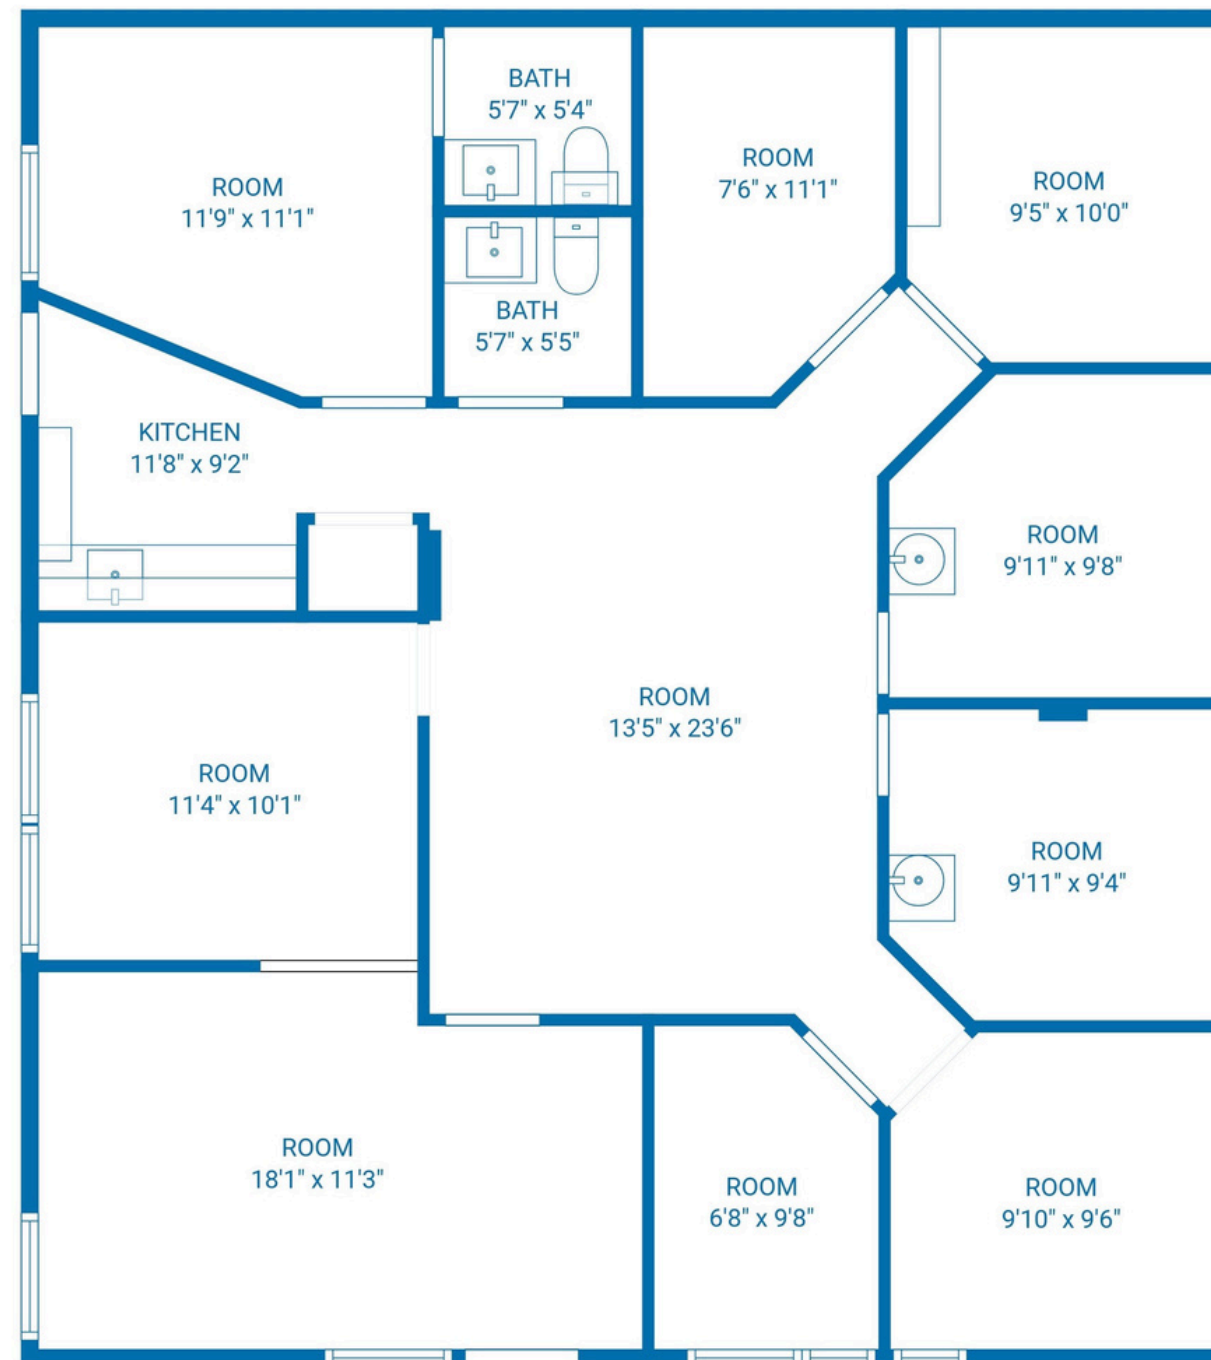 BATH
5'7" x 5'4"
ROOM
7'6" x 11'1"
ROOM
11'9" x 11'1"
ROOM
9'5" x 10'0"
BATH
5'7" x 5'5"
KITCHEN
11'8" x 9'2"
ROOM
9'11" x 9'8"
ROOM
13'5" x 23'6"
ROOM
11'4" x 10'1"
ROOM
9'11" x 9'4"
ROOM
18'1" x 11'3"
ROOM
6'8" x 9'8"
ROOM
9'10" x 9'6"